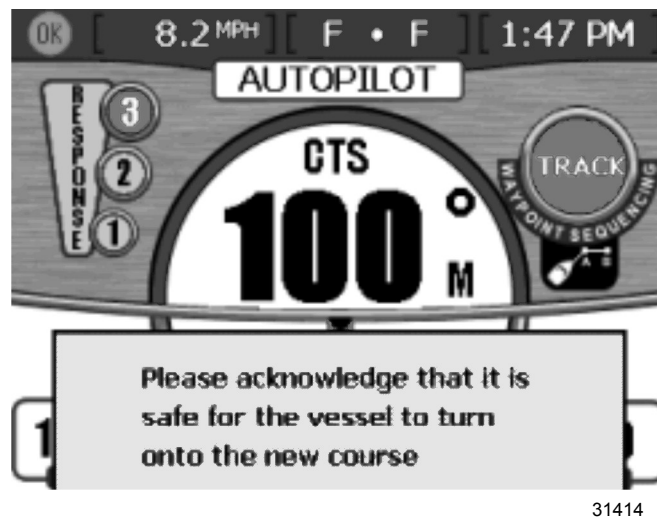 OK [ 8.2 MPH ][ F • F ][ 1:47 PM
AUTOPILOT
RESPONSE
3
2
1
CTS
100°
M
TRACK
WAYPOINT SEQUENCING
A B
Please acknowledge that it is
safe for the vessel to turn
onto the new course
1
31414